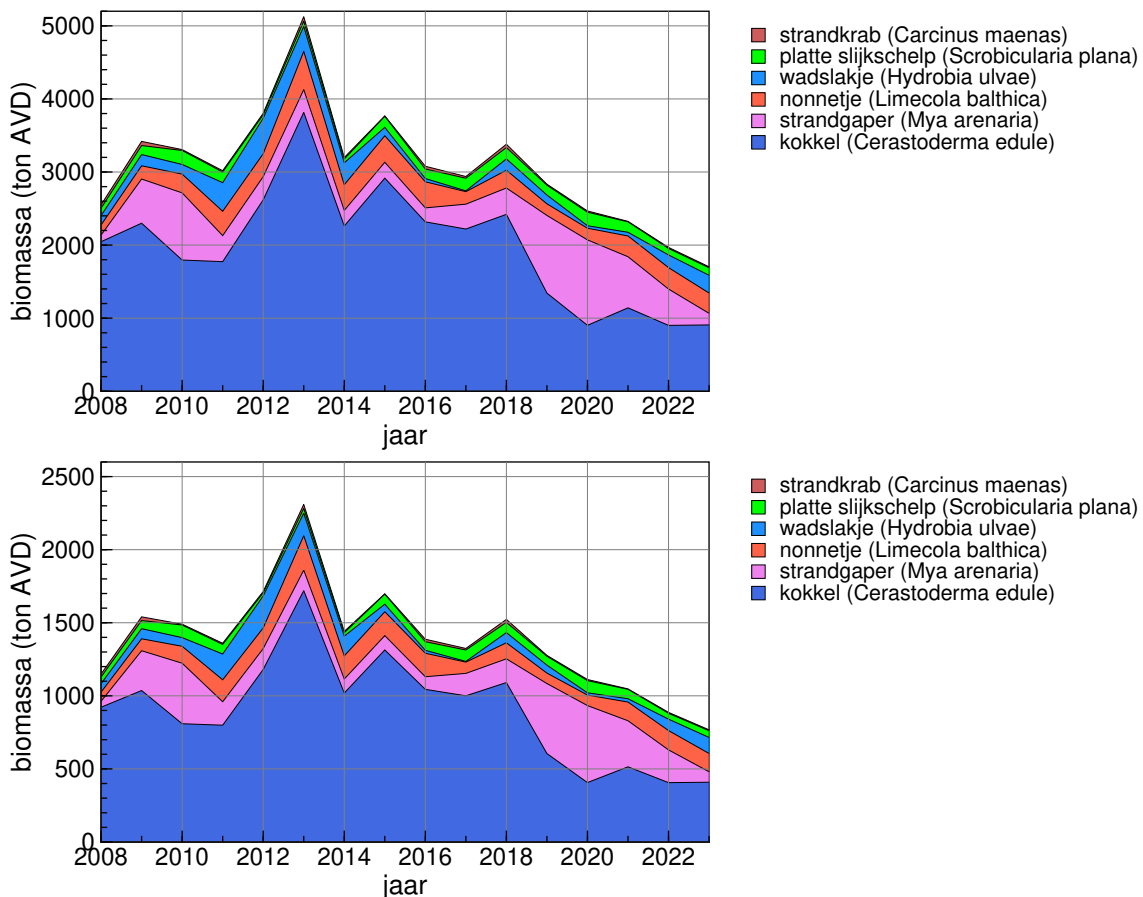 5000
4000
3000
2000
1000
0
biomassa (ton AVD)
2008 2010 2012 2014 2016 2018 2020 2022
jaar
strandkrab (Carcinus maenas)
platte slijkschelp (Scrobicularia plana)
wadslakje (Hydrobia ulvae)
nonnetje (Limecola balthica)
strandgaper (Mya arenaria)
kokkel (Cerastoderma edule)
2500
2000
1500
1000
500
0
biomassa (ton AVD)
2008 2010 2012 2014 2016 2018 2020 2022
jaar
strandkrab (Carcinus maenas)
platte slijkschelp (Scrobicularia plana)
wadslakje (Hydrobia ulvae)
nonnetje (Limecola balthica)
strandgaper (Mya arenaria)
kokkel (Cerastoderma edule)